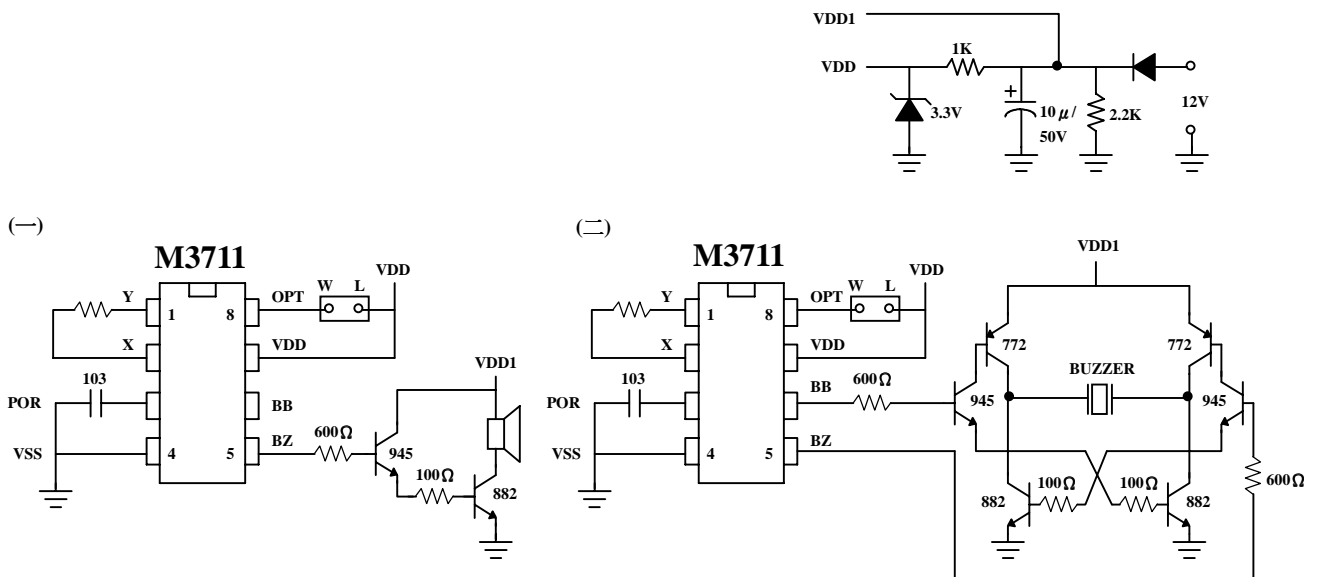 VDD1
VDD
1K
3.3V
10μ/
50V
2.2K
12V
(一)
M3711
Y
X
POR
VSS
103
1
8
4
5
OPT
VDD
BB
BZ
W L
VDD
600Ω
945
100Ω
882
VDD1
(二)
M3711
Y
X
POR
VSS
103
1
8
4
5
OPT
VDD
BB
BZ
W L
VDD
600Ω
VDD1
772
772
BUZZER
945
945
882
100Ω
100Ω
882
600Ω